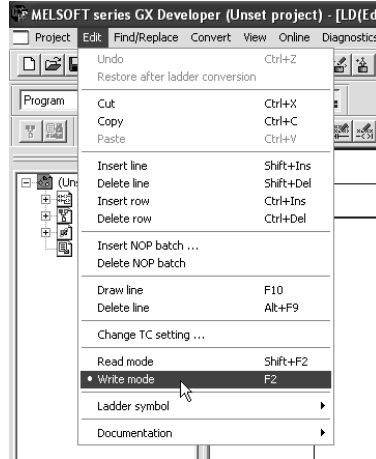 MELSOFT series GX Developer (Unset project) - [LD(Ed
Project Edit Find/Replace Convert View Online Diagnostics
Undo Ctrl+Z
Restore after ladder conversion
Program
Cut Ctrl+X
Copy Ctrl+C
Paste Ctrl+V
Insert line Shift+Ins
Delete line Shift+Del
(Un
Insert row Ctrl+Ins
Delete row Ctrl+Del
Insert NOP batch ...
Delete NOP batch
Draw line F10
Delete line Alt+F9
Change TC setting ...
Read mode Shift+F2
Write mode F2
Ladder symbol
Documentation